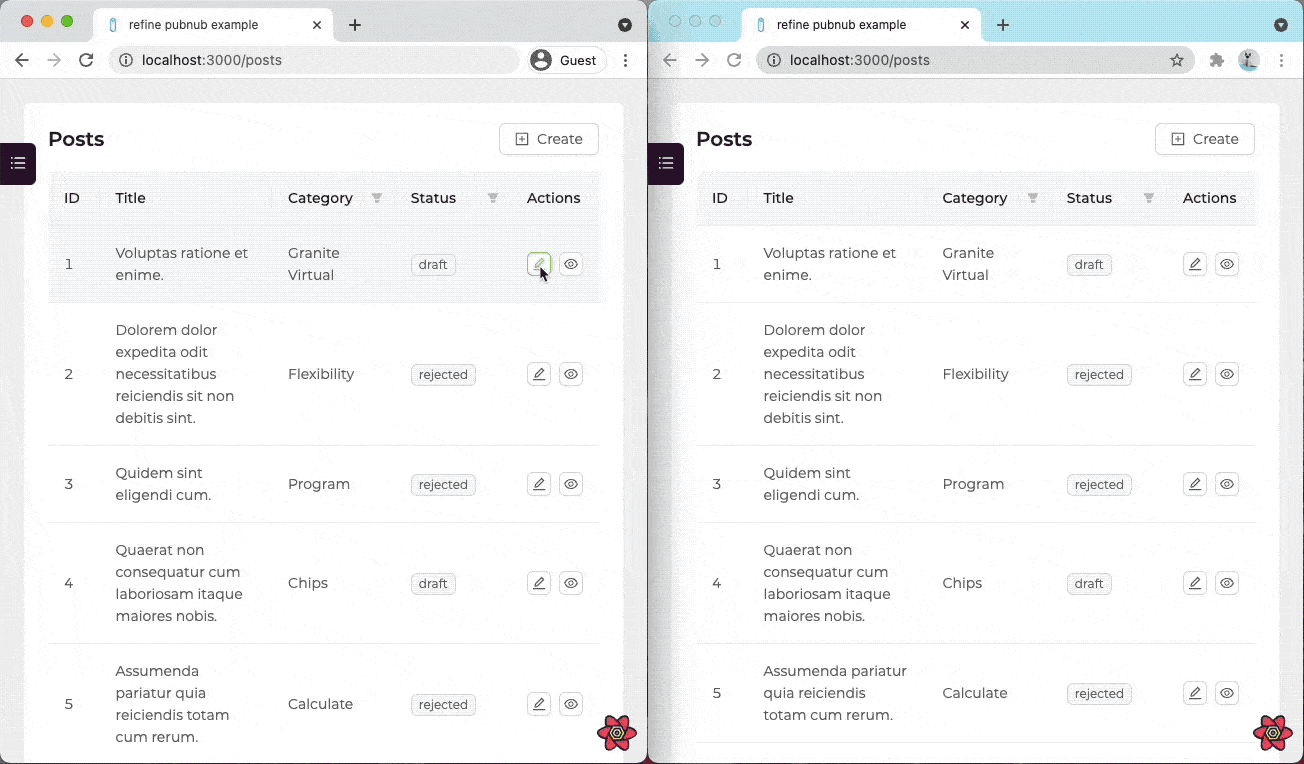 refine pubnub example
localhost:3000/posts
Guest
Posts
Create
ID Title Category Status Actions
1 Voluptas ratione et enime. Granite Virtual draft
2 Dolorem dolor expedita odit necessitatibus reiciendis sit non debitis sint. Flexibility rejected
3 Quidem sint eligendi cum. Program rejected
4 Quaerat non consequatur cum laboriosam itaque maiores nobis. Chips draft
5 Assumenda pariatur quia reiciendis totam cum rerum. Calculate rejected
refine pubnub example
localhost:3000/posts
Posts
Create
ID Title Category Status Actions
1 Voluptas ratione et enime. Granite Virtual draft
2 Dolorem dolor expedita odit necessitatibus reiciendis sit non debitis sint. Flexibility rejected
3 Quidem sint eligendi cum. Program rejected
4 Quaerat non consequatur cum laboriosam itaque maiores nobis. Chips draft
5 Assumenda pariatur quia reiciendis totam cum rerum. Calculate rejected